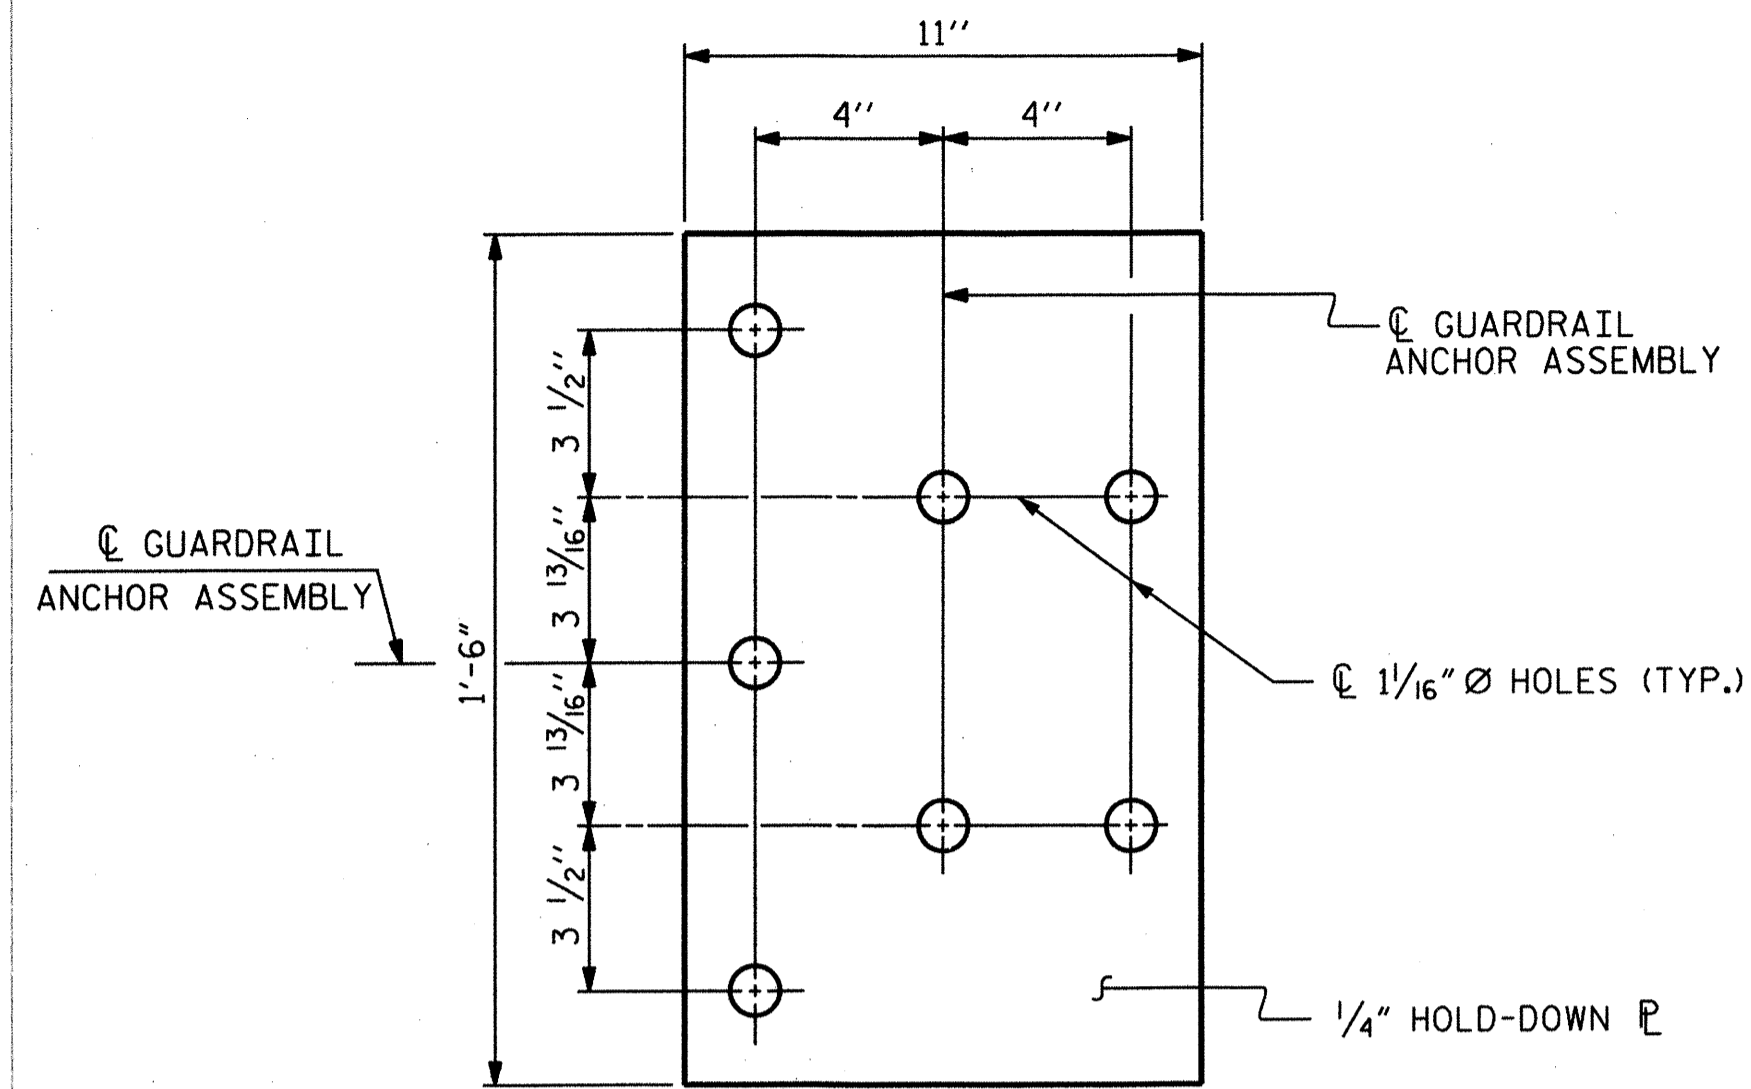 11''
4''
4''
℄ GUARDRAIL
ANCHOR ASSEMBLY
3 1/2''
3 13/16''
℄ GUARDRAIL
ANCHOR ASSEMBLY
1'-6"
3 13/16''
℄ 1 1/16" Ø HOLES (TYP.)
3 1/2''
1/4" HOLD-DOWN ⅊